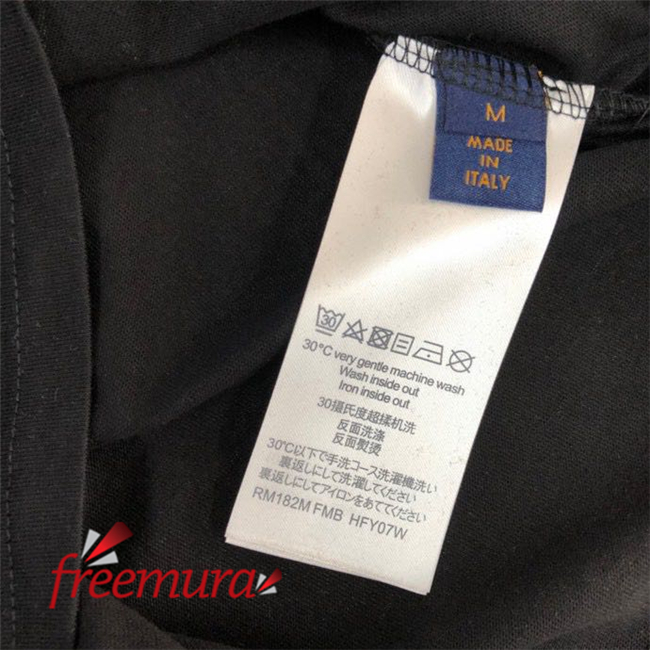 M
MADE
IN
ITALY
30
30°C very gentle machine wash
Wash inside out
Iron inside out
30攝氏度超揉机洗
反面洗涤
反面熨烫
30℃以下で手洗コース洗濯機洗い
裏返しにして洗濯してください
裏返しにしてアイロンをあててください
RM182M FMB HFY07W
freemura